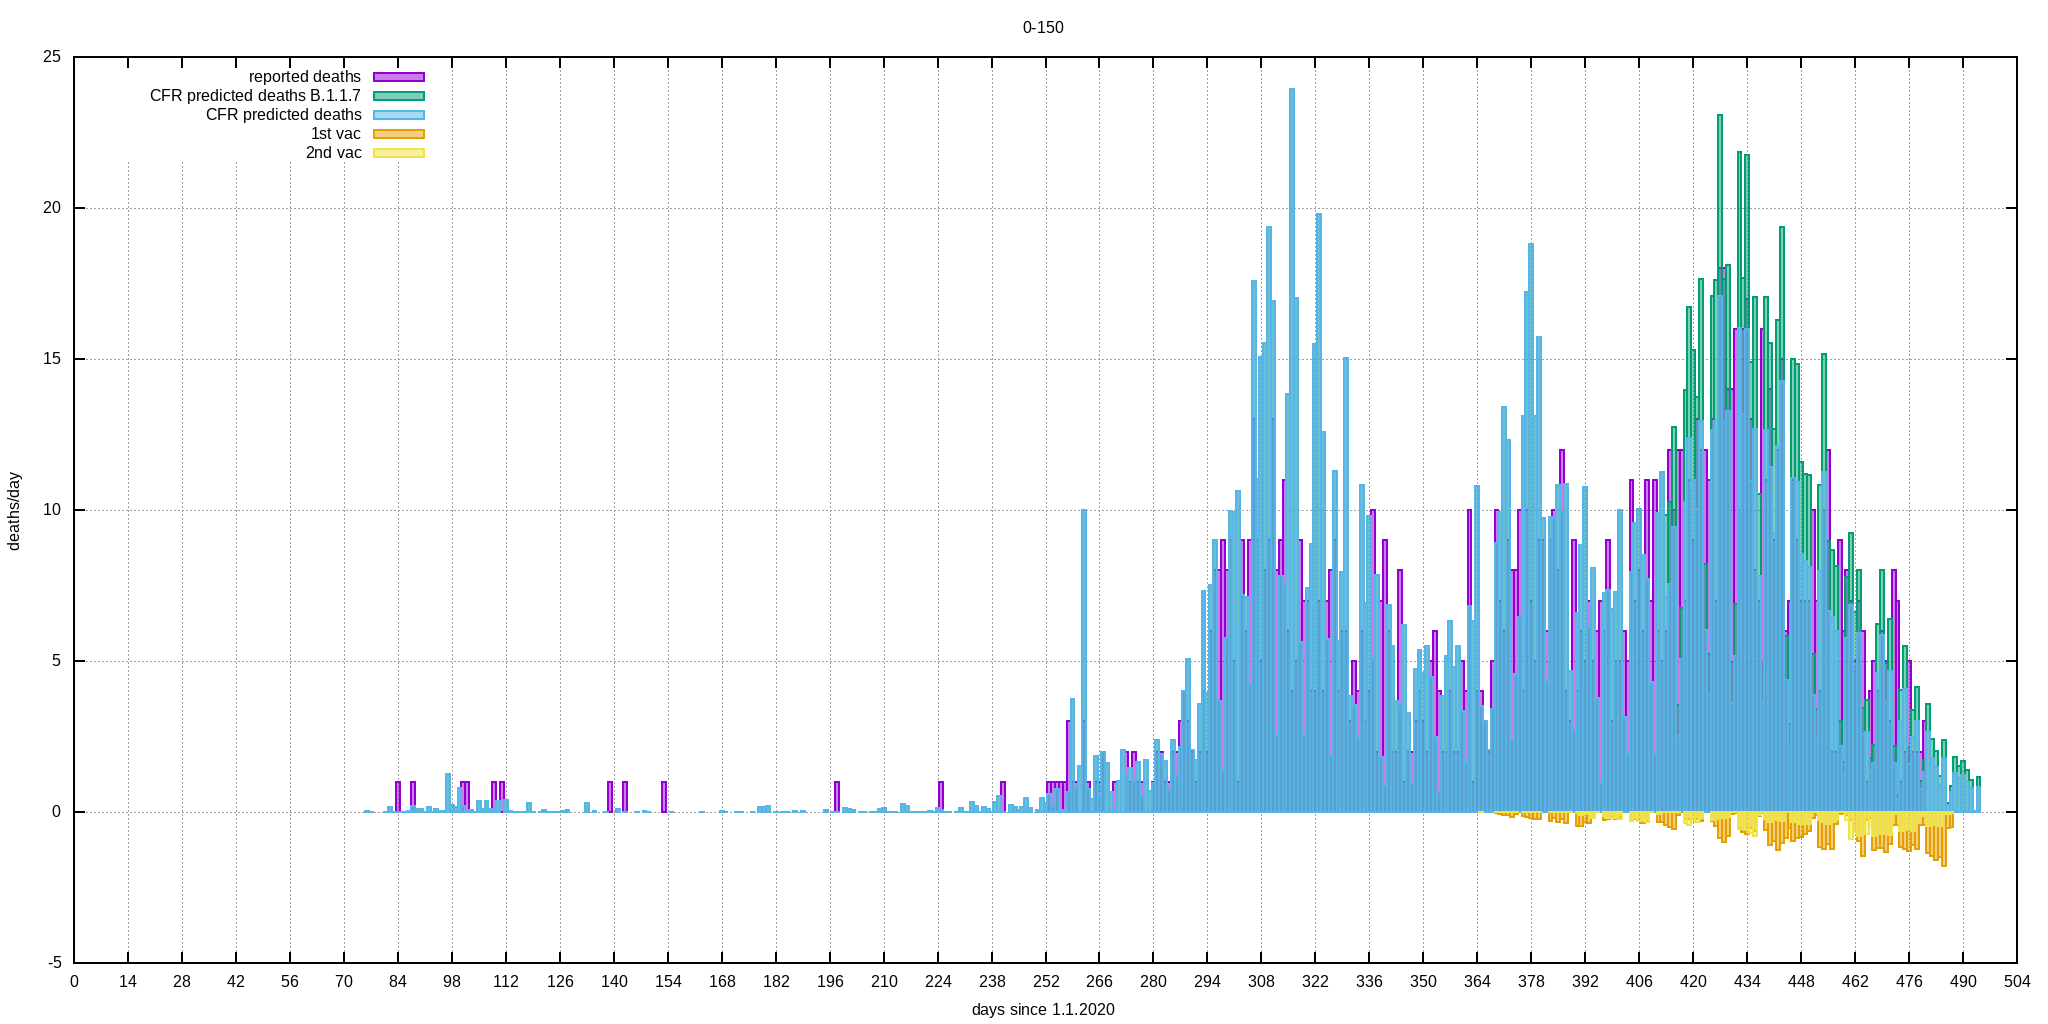 0-150
25
20
15
10
5
0
-5
deaths/day
reported deaths
CFR predicted deaths B.1.1.7
CFR predicted deaths
1st vac
2nd vac
0 14 28 42 56 70 84 98 112 126 140 154 168 182 196 210 224 238 252 266 280 294 308 322 336 350 364 378 392 406 420 434 448 462 476 490 504
days since 1.1.2020